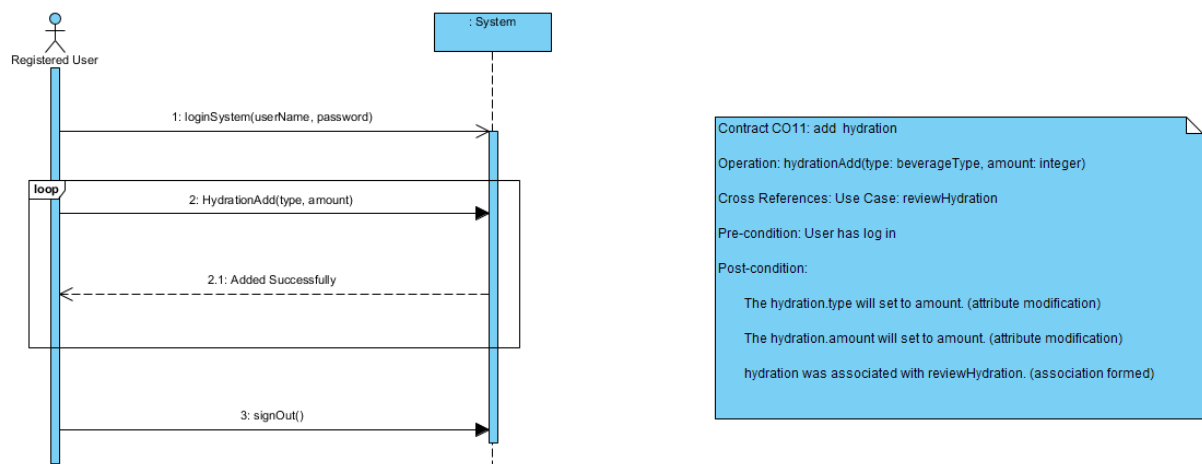 Registered User
: System
1: loginSystem(userName, password)
loop
2: HydrationAdd(type, amount)
2.1: Added Successfully
3: signOut()
Contract CO11: add  hydration
Operation: hydrationAdd(type: beverageType, amount: integer)
Cross References: Use Case: reviewHydration
Pre-condition: User has log in
Post-condition:
The hydration.type will set to amount. (attribute modification)
The hydration.amount will set to amount. (attribute modification)
hydration was associated with reviewHydration. (association formed)